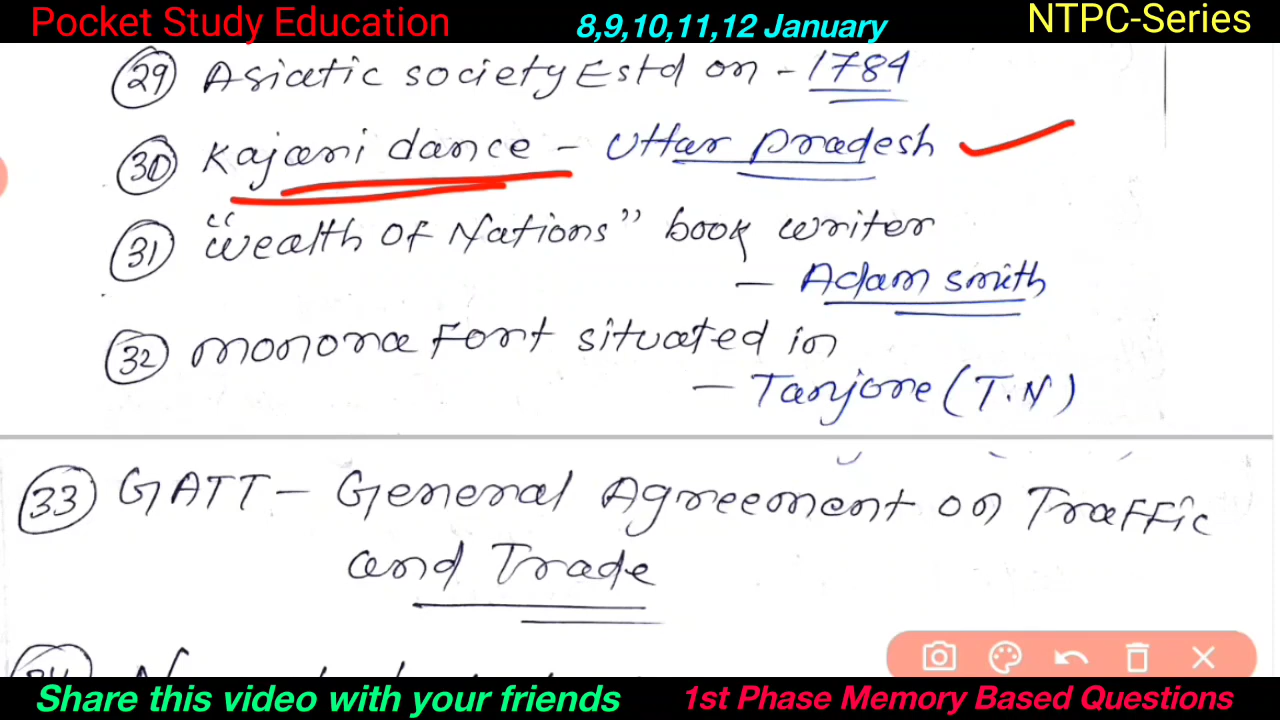 Pocket Study Education
8,9,10,11,12 January
NTPC-Series
29 Asiatic society Estd on - 1784
30 Kajari dance - Uttar Pradesh
31 "Wealth of Nations" book writer
- Adam smith
32 monora Fort situated in
- Tanjore (T.N)
33 GATT - General Agreement on Traffic
and Trade
Share this video with your friends
1st Phase Memory Based Questions